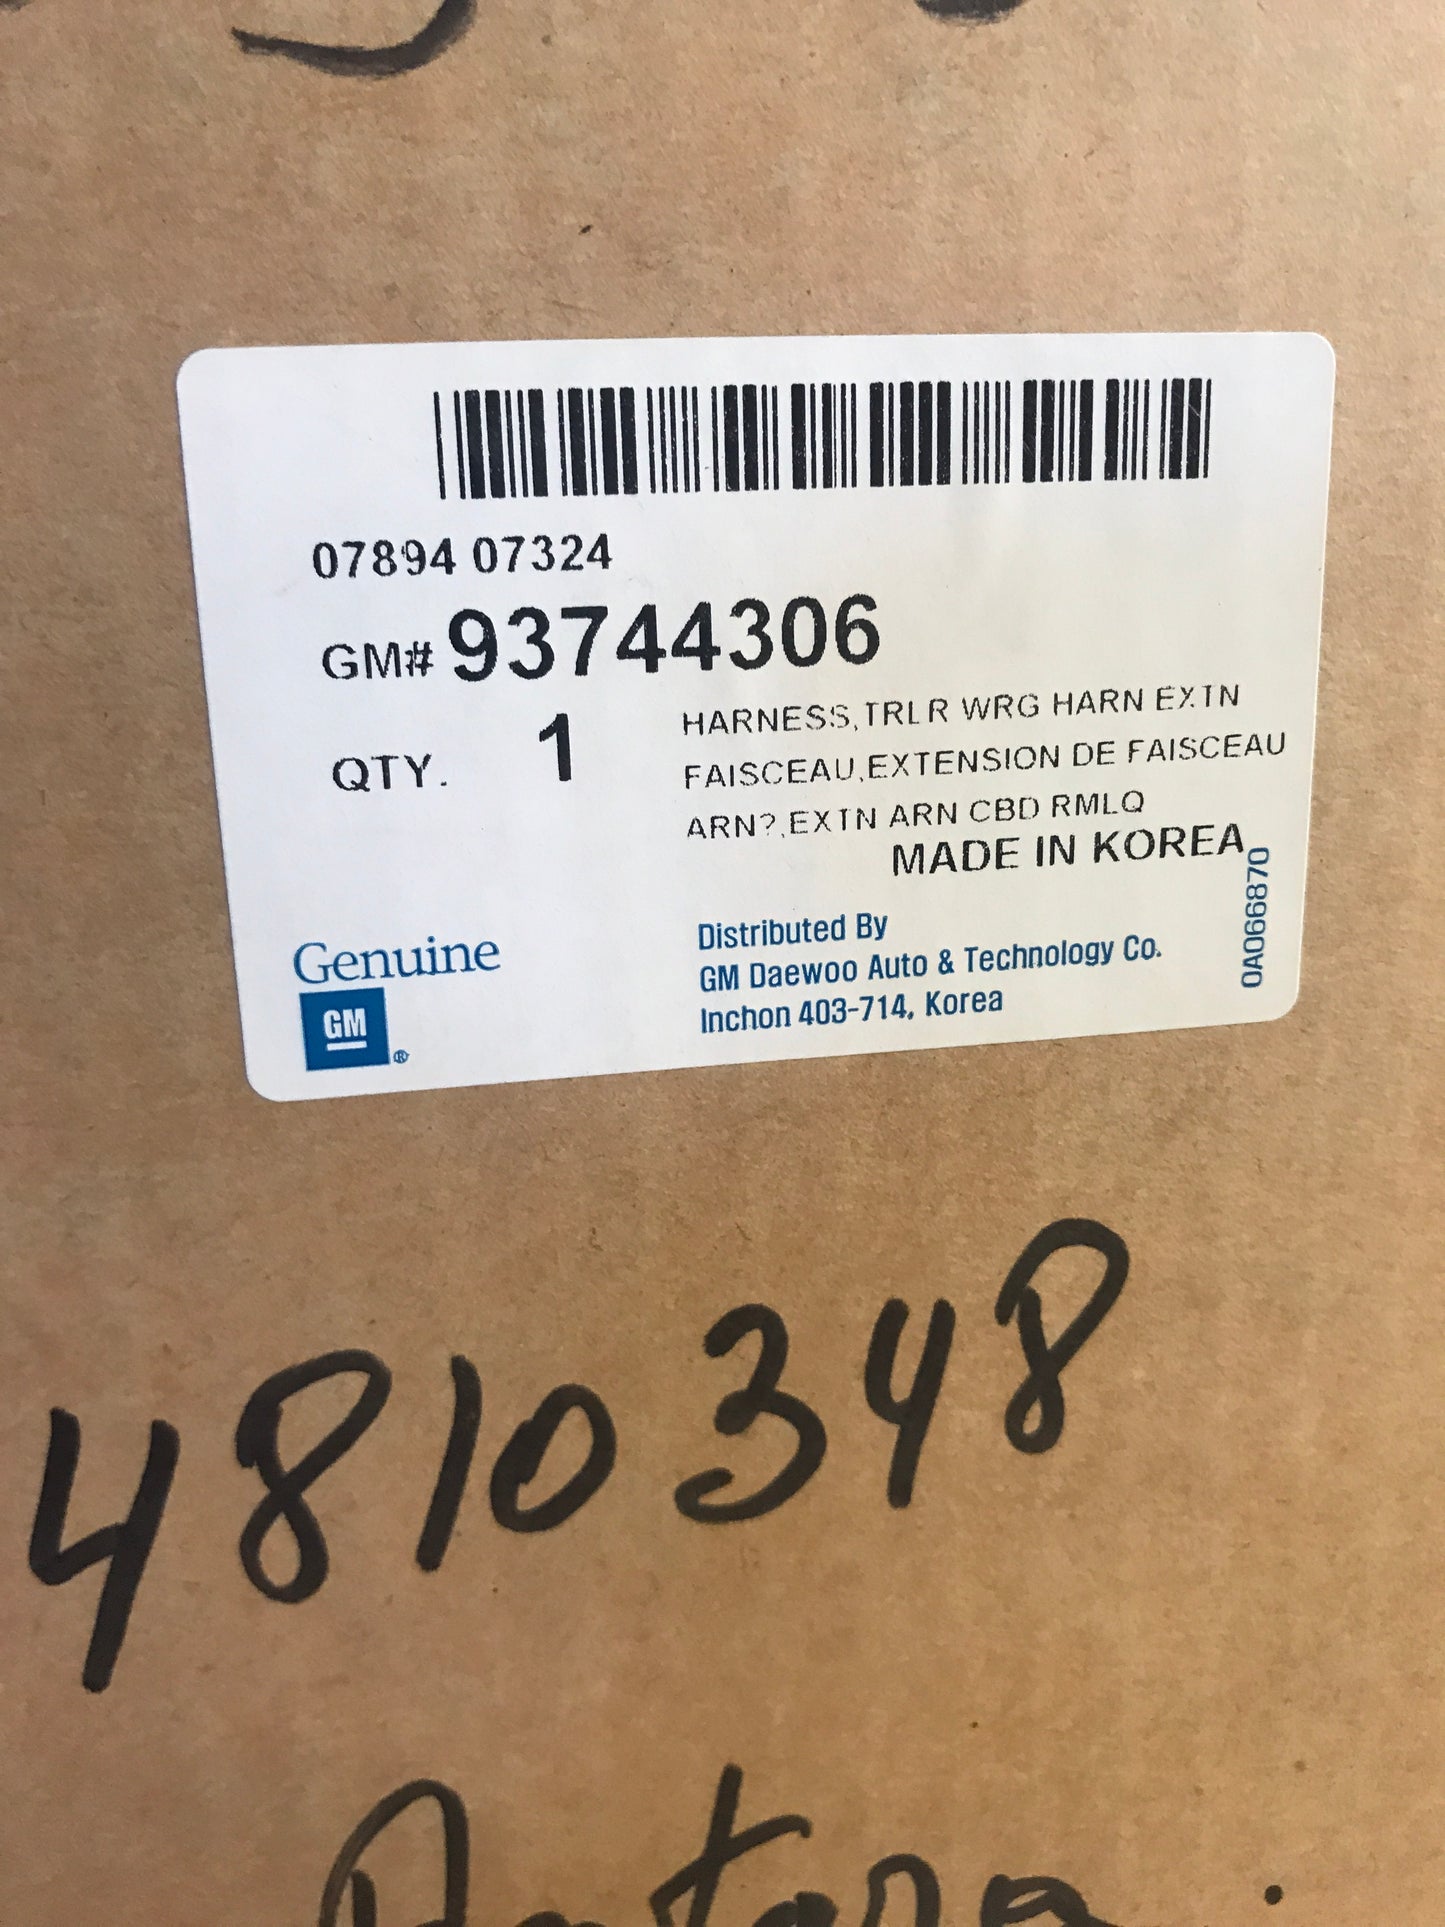 07894 07324
GM# 93744306
QTY. 1
HARNESS,TRLR WRG HARN EXTN
FAISCEAU,EXTENSION DE FAISCEAU
ARN?,EXTN ARN CBD RMLQ
MADE IN KOREA
0A066870
Genuine
GM
®
Distributed By
GM Daewoo Auto & Technology Co.
Inchon 403-714, Korea
4810348